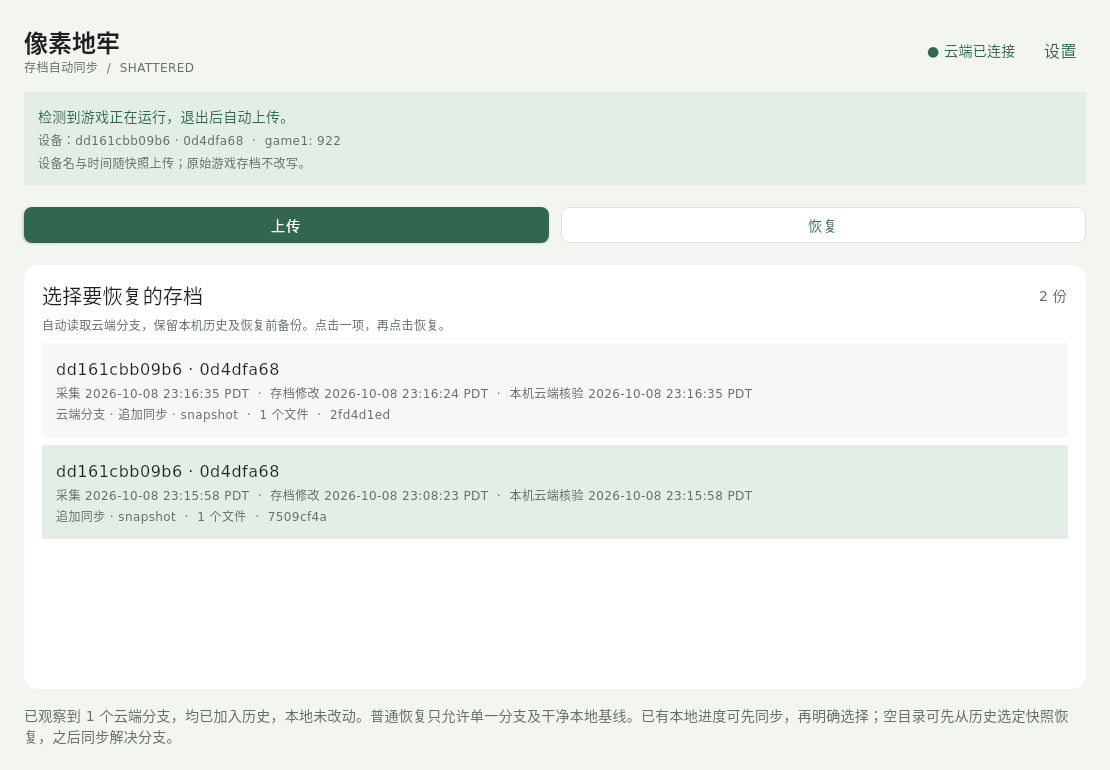 像素地牢
存档自动同步 / SHATTERED
● 云端已连接
设置
检测到游戏正在运行，退出后自动上传。
设备：dd161cbb09b6 · 0d4dfa68 · game1: 922
设备名与时间随快照上传；原始游戏存档不改写。
上传
恢复
选择要恢复的存档
2 份
自动读取云端分支，保留本机历史及恢复前备份。点击一项，再点击恢复。
dd161cbb09b6 · 0d4dfa68
采集 2026-10-08 23:16:35 PDT · 存档修改 2026-10-08 23:16:24 PDT · 本机云端核验 2026-10-08 23:16:35 PDT
云端分支 · 追加同步 · snapshot · 1 个文件 · 2fd4d1ed
dd161cbb09b6 · 0d4dfa68
采集 2026-10-08 23:15:58 PDT · 存档修改 2026-10-08 23:08:23 PDT · 本机云端核验 2026-10-08 23:15:58 PDT
追加同步 · snapshot · 1 个文件 · 7509cf4a
已观察到 1 个云端分支，均已加入历史，本地未改动。普通恢复只允许单一分支及干净本地基线。已有本地进度可先同步，再明确选择；空目录可先从历史选定快照恢
复，之后同步解决分支。